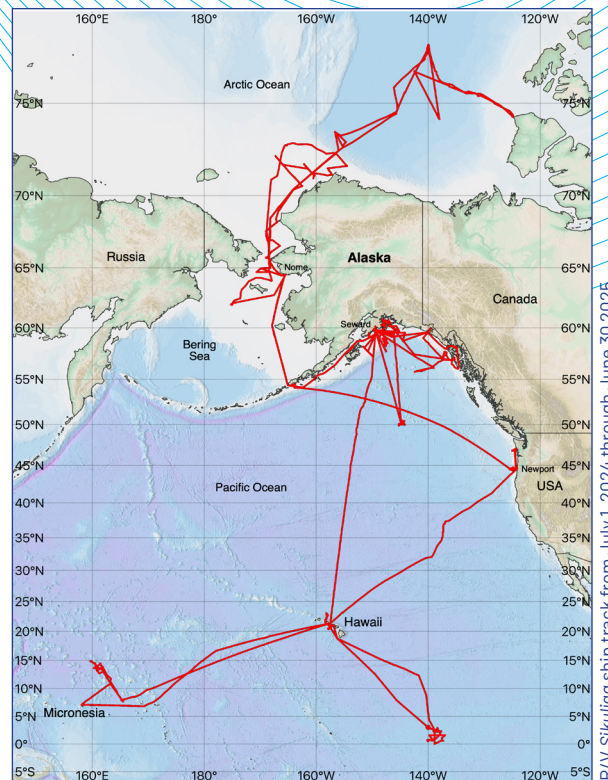 160°E 180° 160°W 140°W 120°W
Arctic Ocean
75°N 75°N
70°N 70°N
Russia
Alaska
65°N 65°N
Nome
Canada
60°N 60°N
Seward
Bering
Sea
55°N 55°N
50°N 50°N
45°N 45°N
Newport
USA
Pacific Ocean
40°N 40°N
35°N 35°N
30°N 30°N
25°N 25°N
Hawaii
20°N 20°N
15°N 15°N
10°N 10°N
Micronesia
5°N 5°N
0° 0°
5°S 5°S
160°E 180° 160°W 140°W 120°W
R/V Sikuliaq ship track from July 1, 2024 through June 30 2025